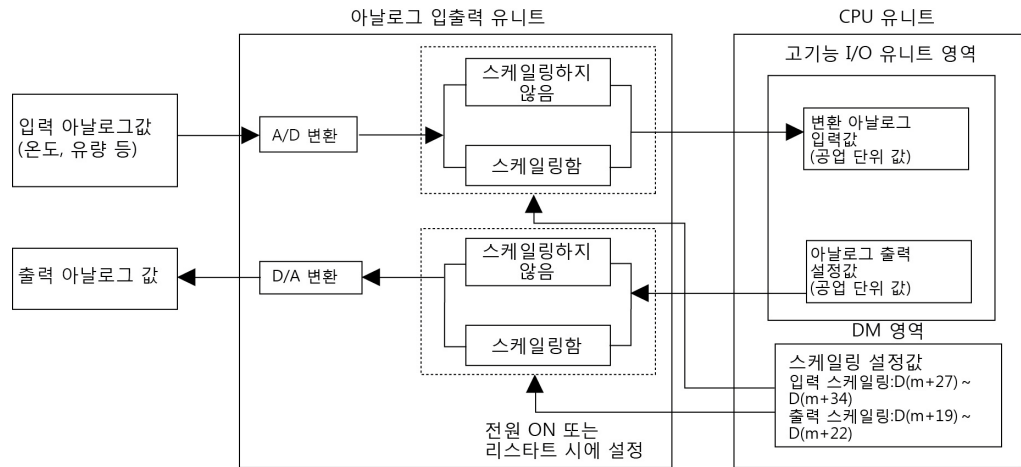 아날로그 입출력 유니트
CPU 유니트
고기능 I/O 유니트 영역
스케일링하지
않음
입력 아날로그값
(온도, 유량 등)
A/D 변환
변환 아날로그
입력값
(공업 단위 값)
스케일링함
스케일링하지
않음
출력 아날로그 값
D/A 변환
아날로그 출력
설정값
(공업 단위 값)
스케일링함
DM 영역
스케일링 설정값
입력 스케일링:D(m+27) ~
D(m+34)
출력 스케일링:D(m+19) ~
D(m+22)
전원 ON 또는
리스타트 시에 설정